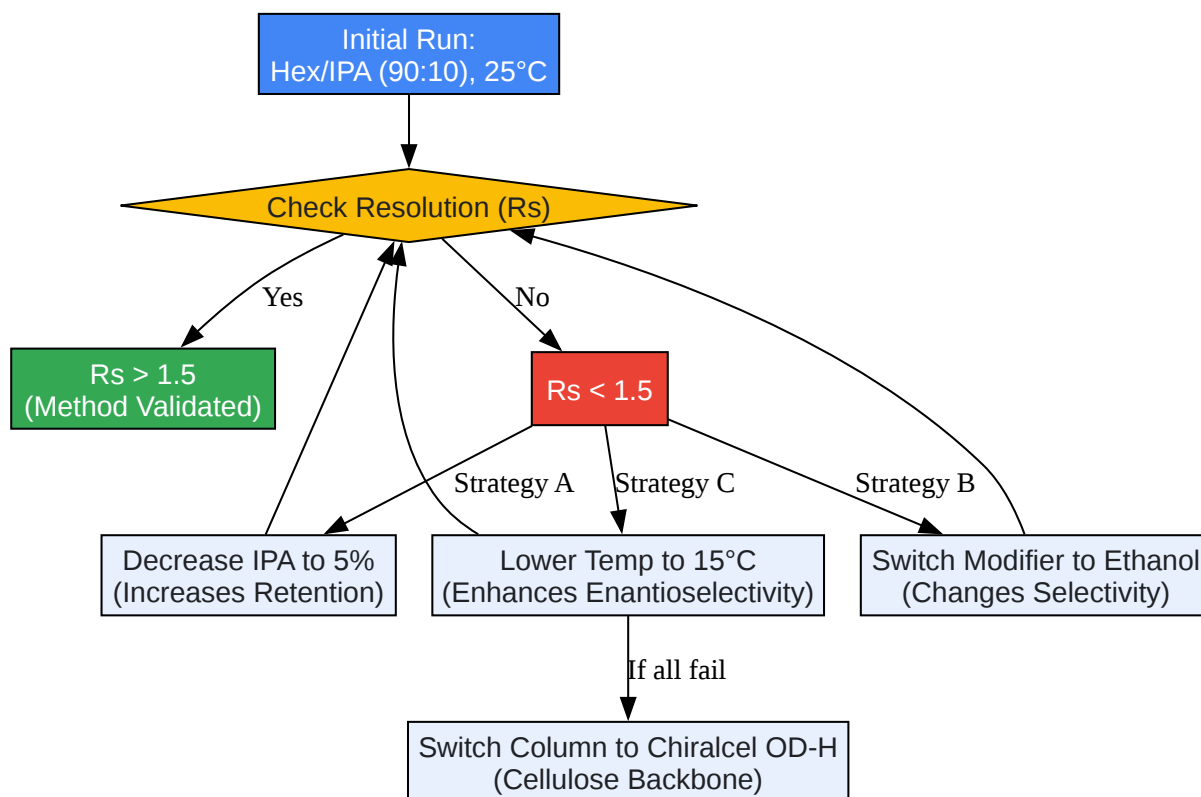 Initial Run:
Hex/IPA (90:10), 25°C
Check Resolution (Rs)
Yes
No
Rs > 1.5
(Method Validated)
Rs < 1.5
Strategy A
Strategy C
Strategy B
Decrease IPA to 5%
(Increases Retention)
Lower Temp to 15°C
(Enhances Enantioselectivity)
Switch Modifier to Ethanol
(Changes Selectivity)
If all fail
Switch Column to Chiralcel OD-H
(Cellulose Backbone)